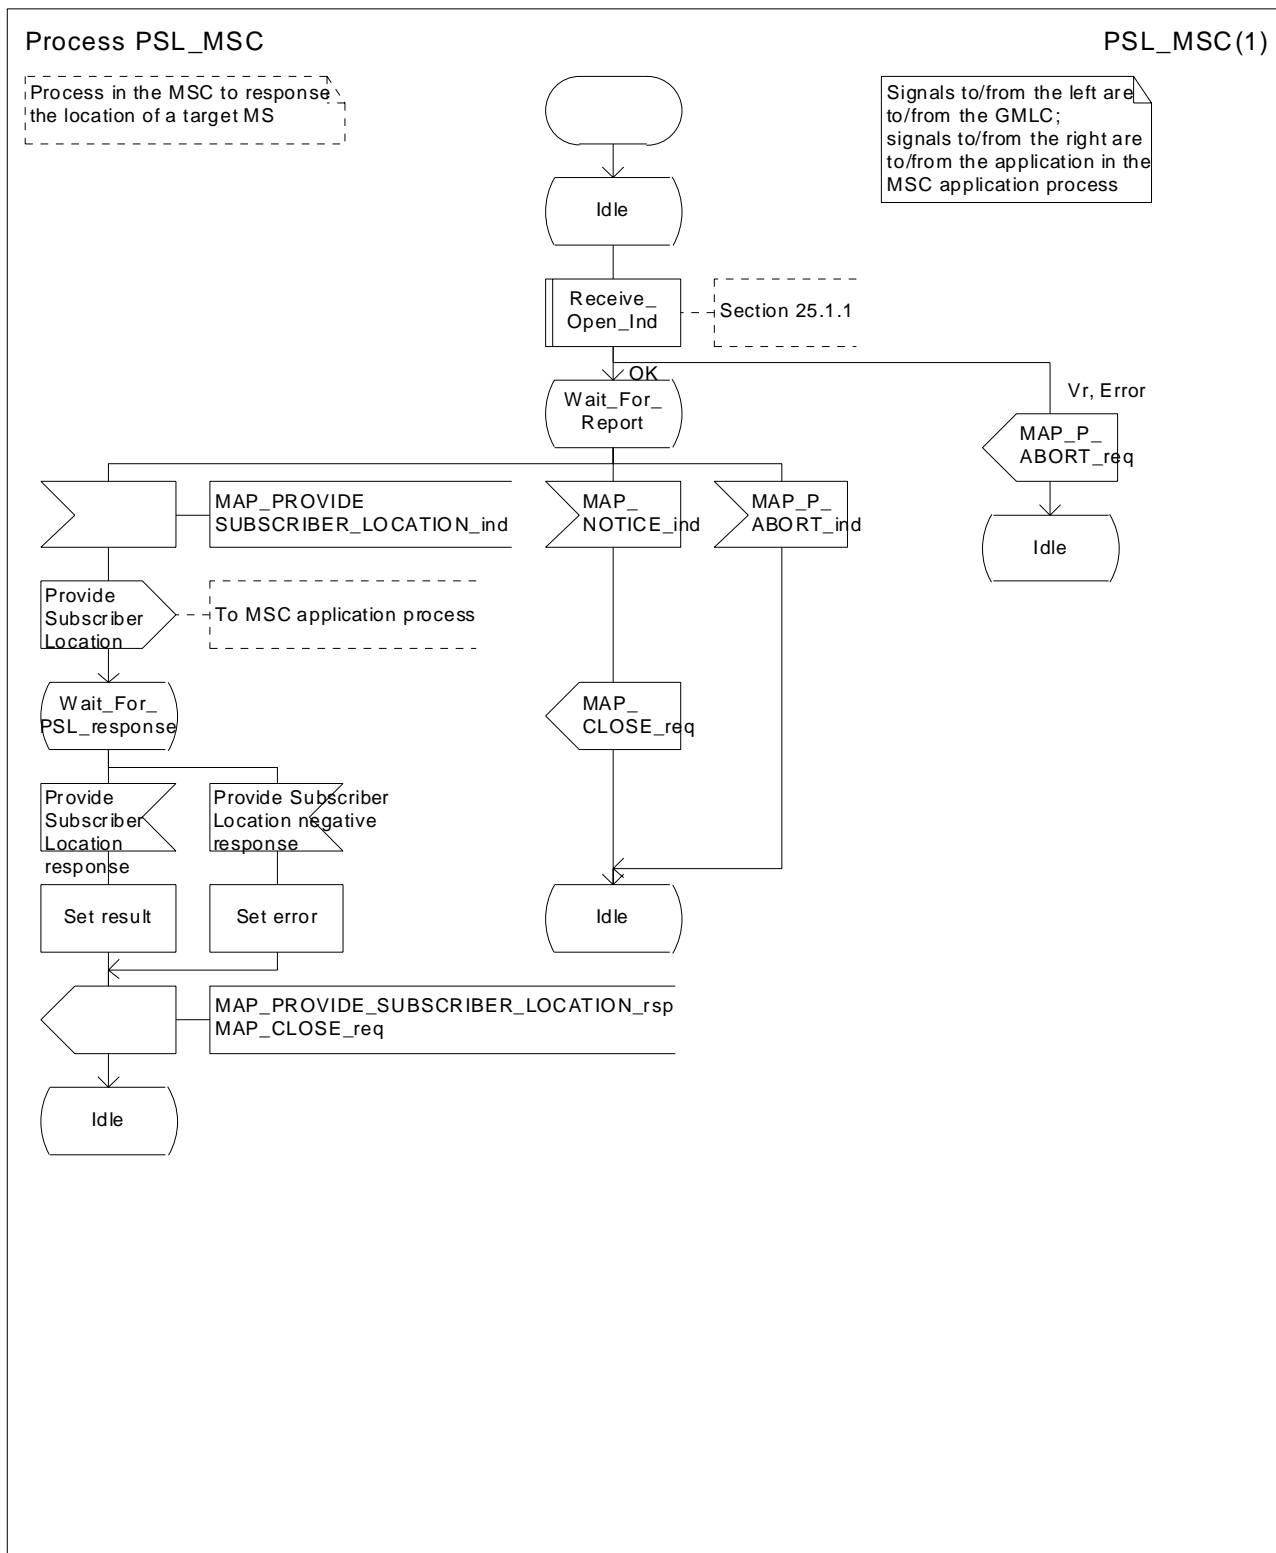 Process PSL_MSC
PSL_MSC(1)
Process in the MSC to response
the location of a target MS
Signals to/from the left are
to/from the GMLC;
signals to/from the right are
to/from the application in the
MSC application process
Idle
Receive_
Open_Ind
Section 25.1.1
OK
Vr, Error
Wait_For_
Report
MAP_P_
ABORT_req
Idle
MAP_PROVIDE
SUBSCRIBER_LOCATION_ind
MAP_
NOTICE_ind
MAP_P_
ABORT_ind
Provide
Subscriber
Location
To MSC application process
Wait_For_
PSL_response
MAP_
CLOSE_req
Provide
Subscriber
Location
response
Provide Subscriber
Location negative
response
Set result
Set error
Idle
MAP_PROVIDE_SUBSCRIBER_LOCATION_rsp
MAP_CLOSE_req
Idle